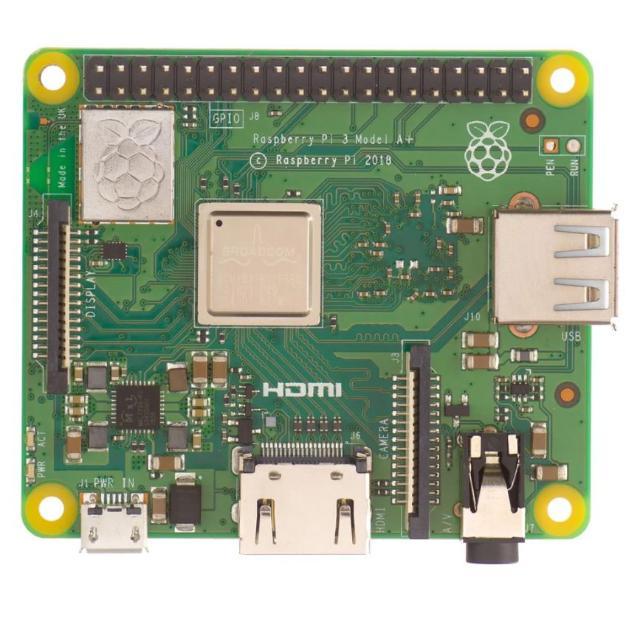 GPIO J8
Raspberry Pi 3 Model A+
© Raspberry Pi 2018
Made in the UK
PEN
RUN
J4
DISPLAY
BROADCOM
J10
USB
HDMI
J3
CAMERA
ACT
PWR
J1 PWR IN
J6
HDMI
A/V
J7